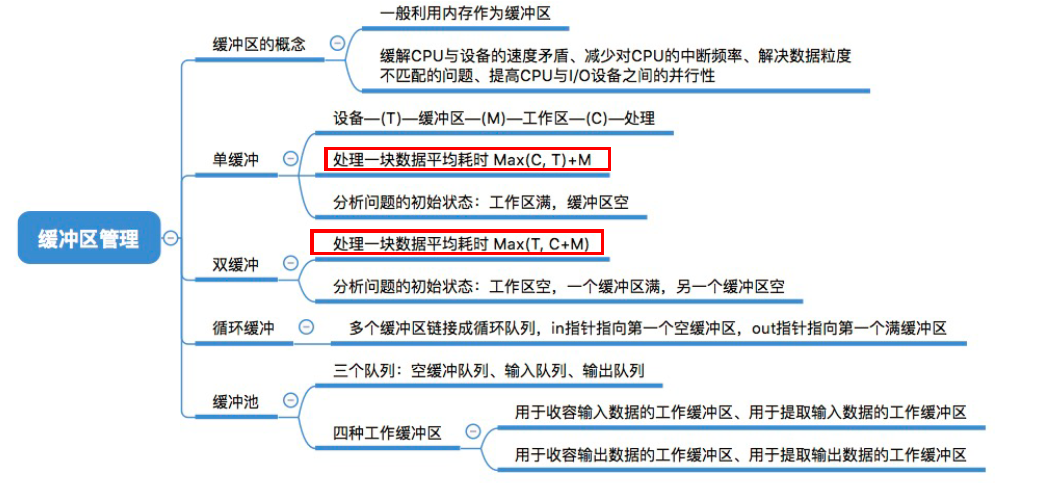 缓冲区管理
缓冲区的概念
一般利用内存作为缓冲区
缓解CPU与设备的速度矛盾、减少对CPU的中断频率、解决数据粒度
不匹配的问题、提高CPU与I/O设备之间的并行性
单缓冲
设备—(T)—缓冲区—(M)—工作区—(C)—处理
处理一块数据平均耗时 Max(C, T)+M
分析问题的初始状态：工作区满，缓冲区空
双缓冲
处理一块数据平均耗时 Max(T, C+M)
分析问题的初始状态：工作区空，一个缓冲区满，另一个缓冲区空
循环缓冲
多个缓冲区链接成循环队列，in指针指向第一个空缓冲区，out指针指向第一个满缓冲区
缓冲池
三个队列：空缓冲队列、输入队列、输出队列
四种工作缓冲区
用于收容输入数据的工作缓冲区、用于提取输入数据的工作缓冲区
用于收容输出数据的工作缓冲区、用于提取输出数据的工作缓冲区